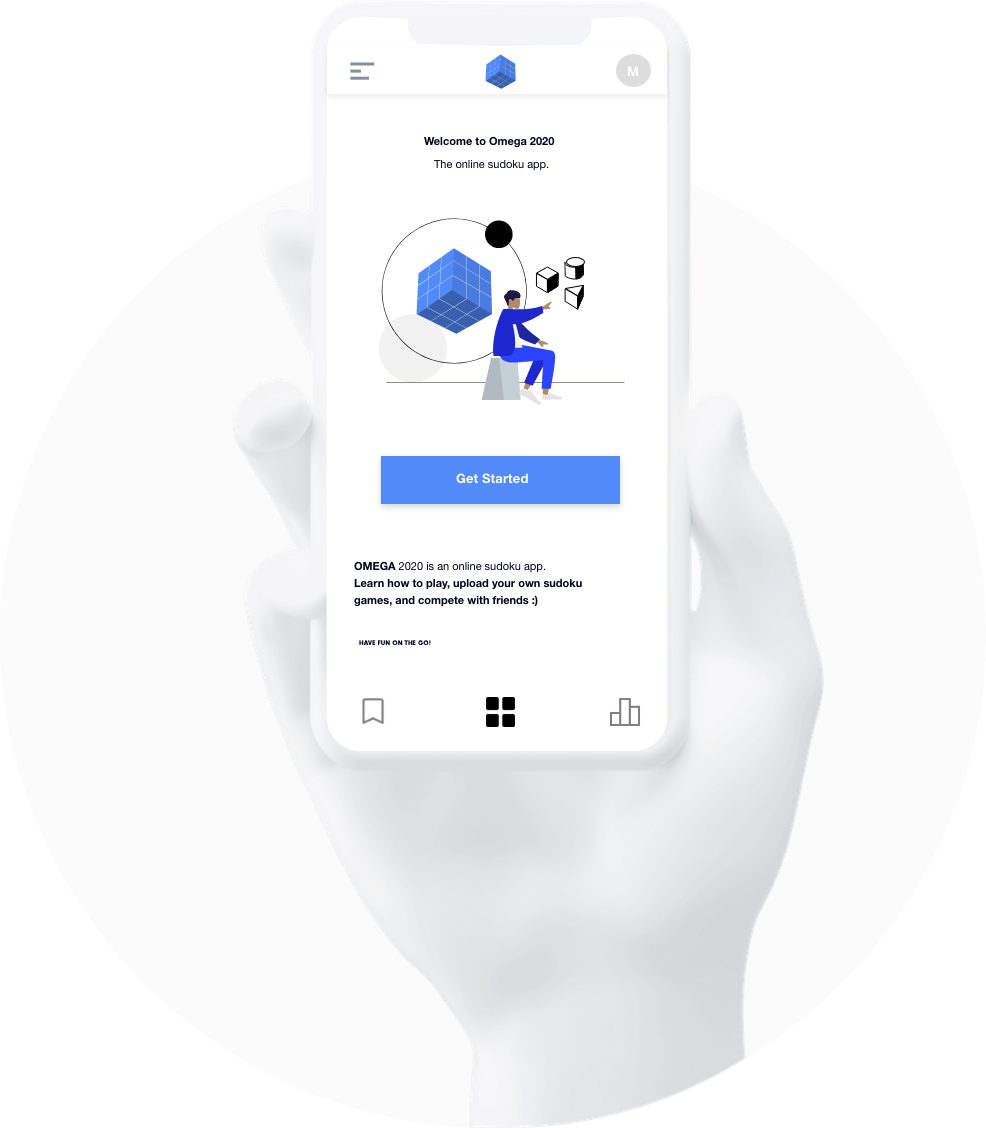 M
Welcome to Omega 2020
The online sudoku app.
Get Started
OMEGA 2020 is an online sudoku app.
Learn how to play, upload your own sudoku
games, and compete with friends :)
HAVE FUN ON THE GO!